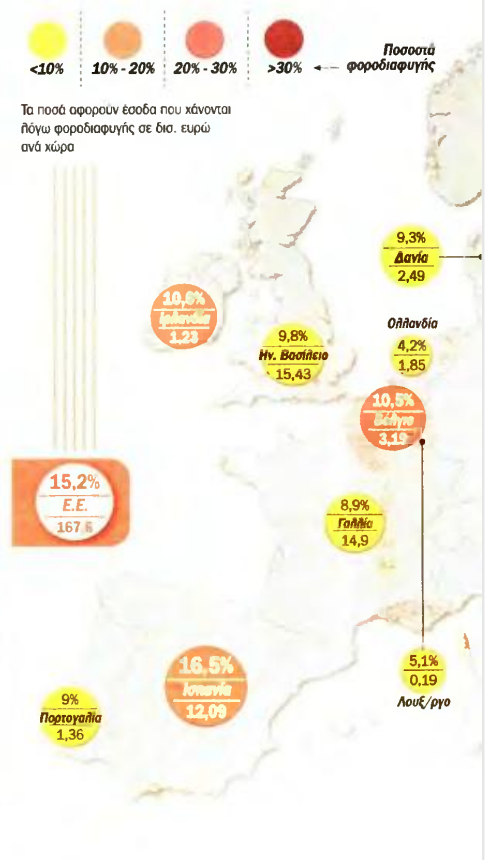 <10%
10% - 20%
20% - 30%
>30%
Ποσοστα
φοροδιαφυγής
Τα ποσά αφορούν έσοδα που χάνονται
λόγω φοροδιαφυγής σε δισ. ευρώ
ανά χώρα
9,3%
Δανία
2,49
10,6%
Ιρλανδία
1,23
Ολλανδία
4,2%
1,85
9,8%
Ην. Βασίλειο
15,43
10,5%
Βέλγιο
3,19
15,2%
Ε.Ε.
167,6
8,9%
Γαλλία
14,9
16,5%
Ισπανία
12,09
5,1%
0,19
Λουξ/ργο
9%
Πορτογαλία
1,36